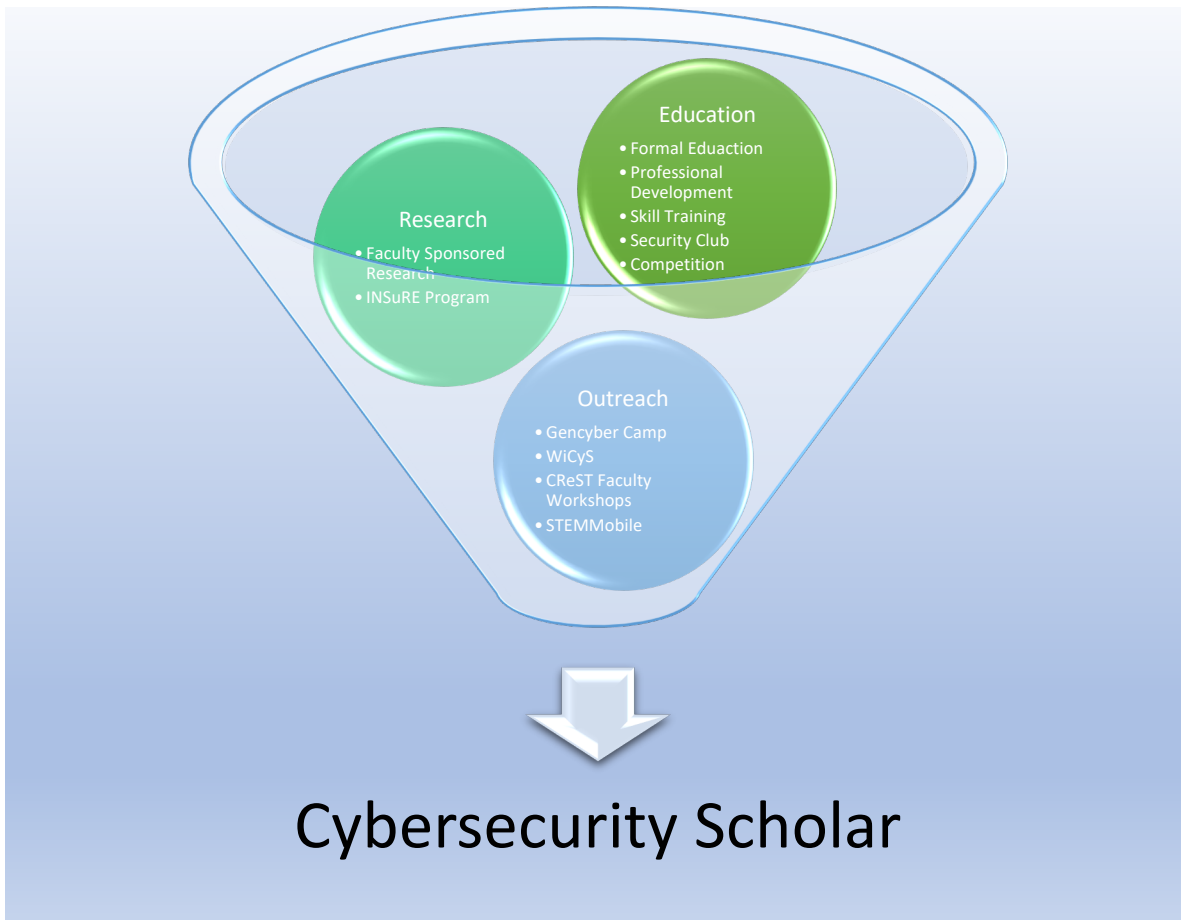 Education
• Formal Eduaction
• Professional
Development
• Skill Training
• Security Club
• Competition
Research
• Faculty Sponsored
Research
• INSuRE Program
Outreach
• Gencyber Camp
• WiCyS
• CReST Faculty
Workshops
• STEMMobile
Cybersecurity Scholar